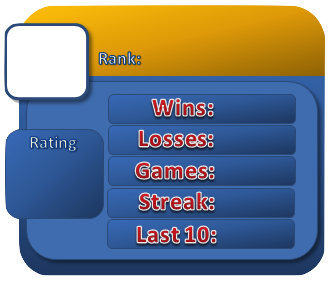 Rank:
Wins:
Rating
Losses:
Games:
Streak:
Last 10: